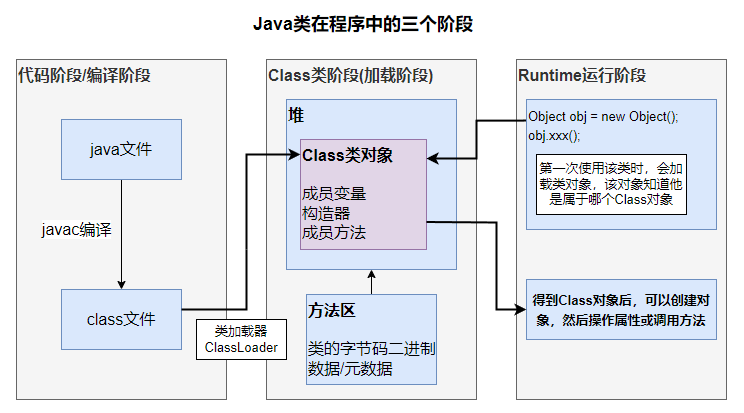 Java类在程序中的三个阶段
代码阶段/编译阶段
java文件
javac编译
class文件
类加载器
ClassLoader
Class类阶段(加载阶段)
堆
Class类对象
成员变量
构造器
成员方法
方法区
类的字节码二进制
数据/元数据
Runtime运行阶段
Object obj = new Object();
obj.xxx();
第一次使用该类时，会加
载类对象，该对象知道他
是属于哪个Class对象
得到Class对象后，可以创建对
象，然后操作属性或调用方法